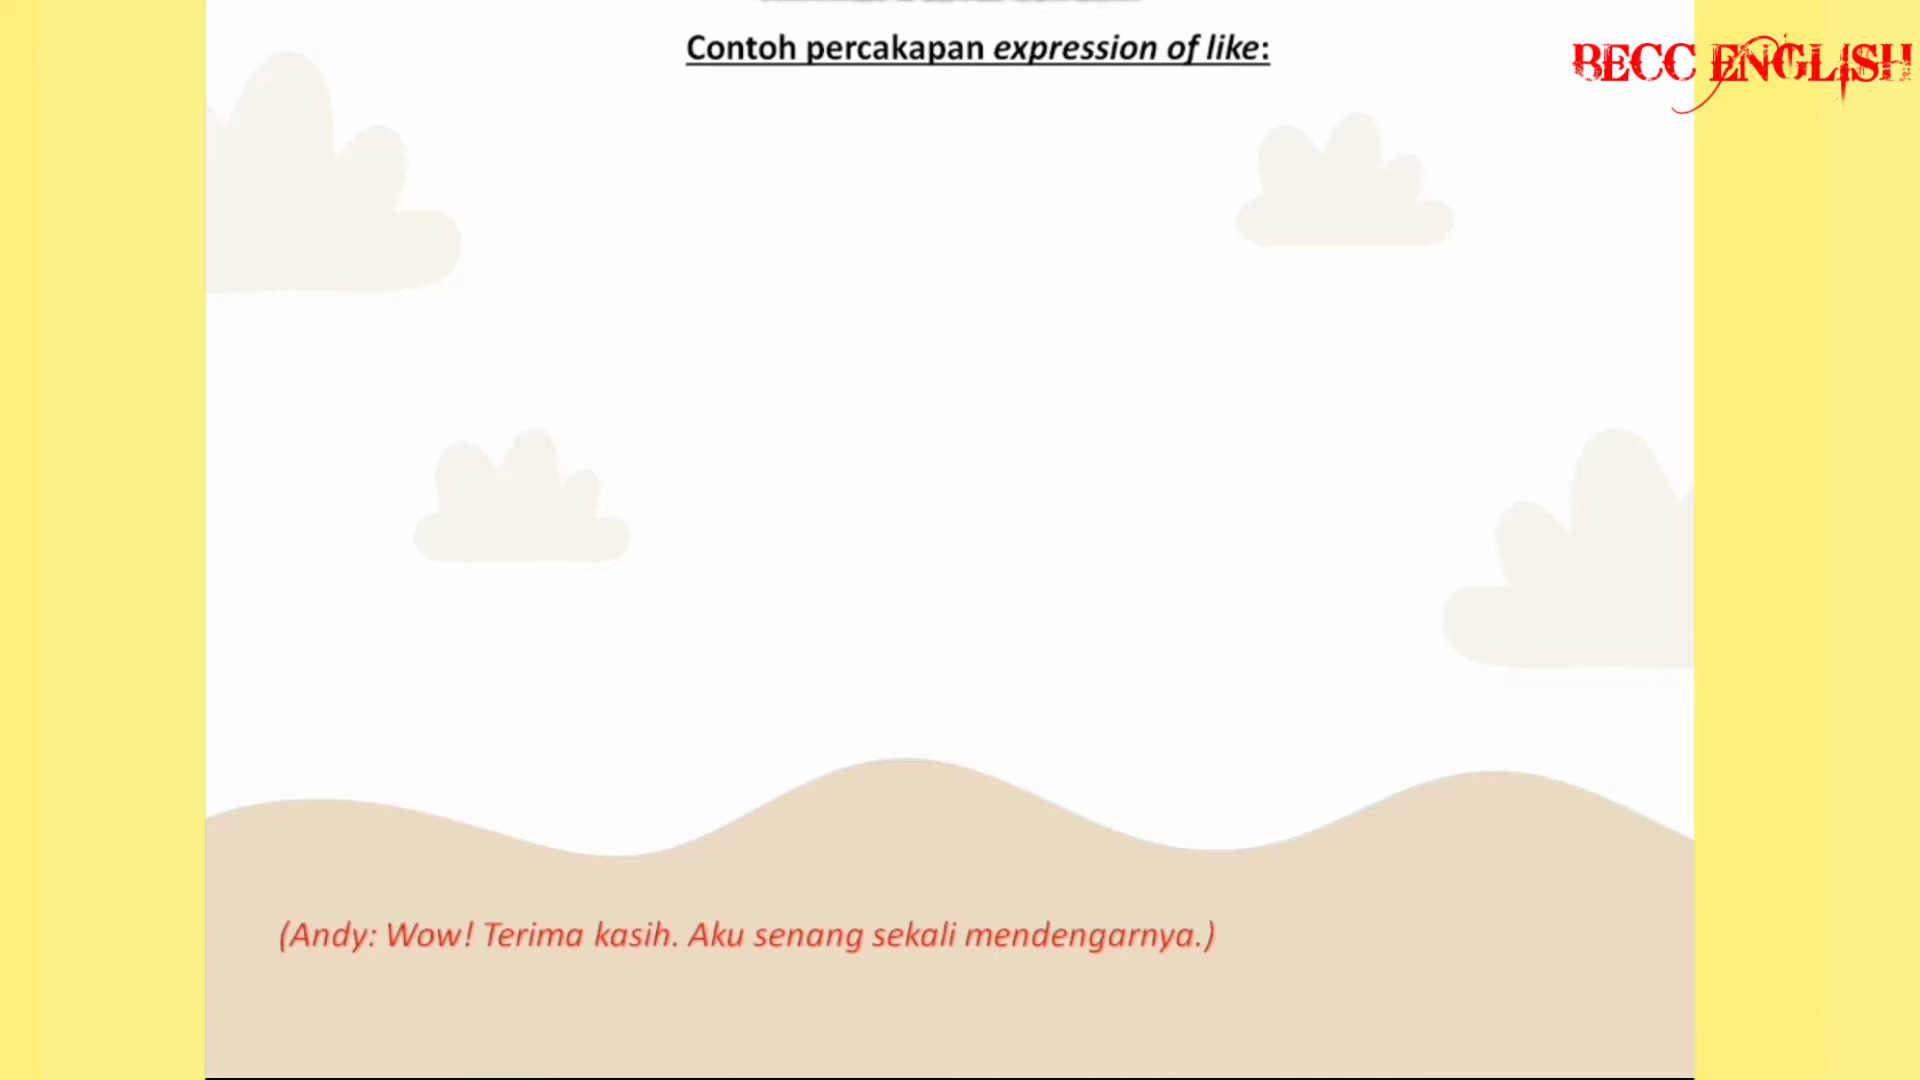 Contoh percakapan expression of like:
BECC ENGLISH
(Andy: Wow! Terima kasih. Aku senang sekali mendengarnya.)